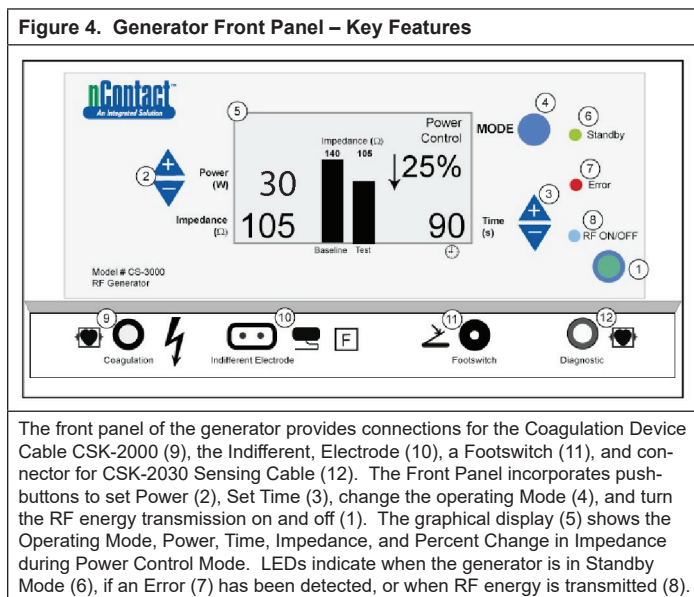 Figure 4. Generator Front Panel – Key Features
nContact™
An Integrated Solution
5
Power
Control
4
MODE
6
Standby
Impedance (Ω)
140 105
↓25%
2
+
−
Power
(W)
30
7
Error
3
+
−
Impedance
(Ω)
105
Baseline Test
90
Time
(s)
8
RF ON/OFF
1
Model # CS-3000
RF Generator
9
Coagulation
10
Indifferent Electrode
F
11
Footswitch
12
Diagnostic
The front panel of the generator provides connections for the Coagulation Device
Cable CSK-2000 (9), the Indifferent, Electrode (10), a Footswitch (11), and con-
nector for CSK-2030 Sensing Cable (12). The Front Panel incorporates push-
buttons to set Power (2), Set Time (3), change the operating Mode (4), and turn
the RF energy transmission on and off (1). The graphical display (5) shows the
Operating Mode, Power, Time, Impedance, and Percent Change in Impedance
during Power Control Mode. LEDs indicate when the generator is in Standby
Mode (6), if an Error (7) has been detected, or when RF energy is transmitted (8).